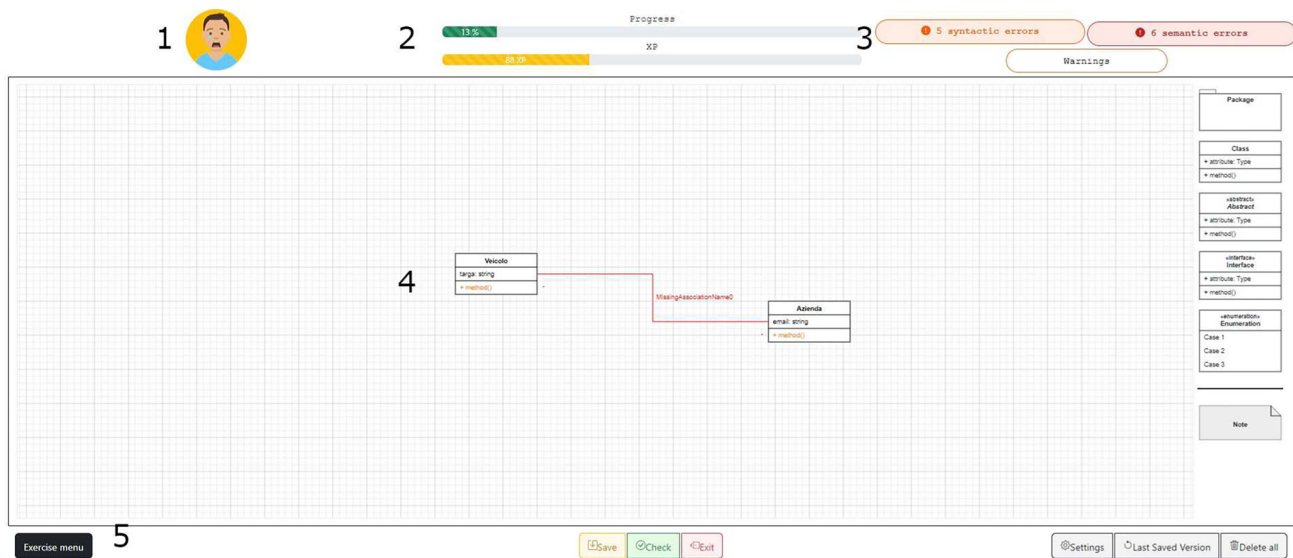 1
2
Progress
13 %
XP
88 XP
3
5 syntactic errors
6 semantic errors
Warnings
4
Veicolo
targa: string
+ method()
-
MissingAssociationName0
Azienda
email: string
+ method()
-
Package
Class
+ attribute: Type
+ method()
«abstract»
Abstract
+ attribute: Type
+ method()
«interface»
Interface
+ attribute: Type
+ method()
«enumeration»
Enumeration
Case 1
Case 2
Case 3
Note
Exercise menu
5
Save
Check
Exit
Settings
Last Saved Version
Delete all